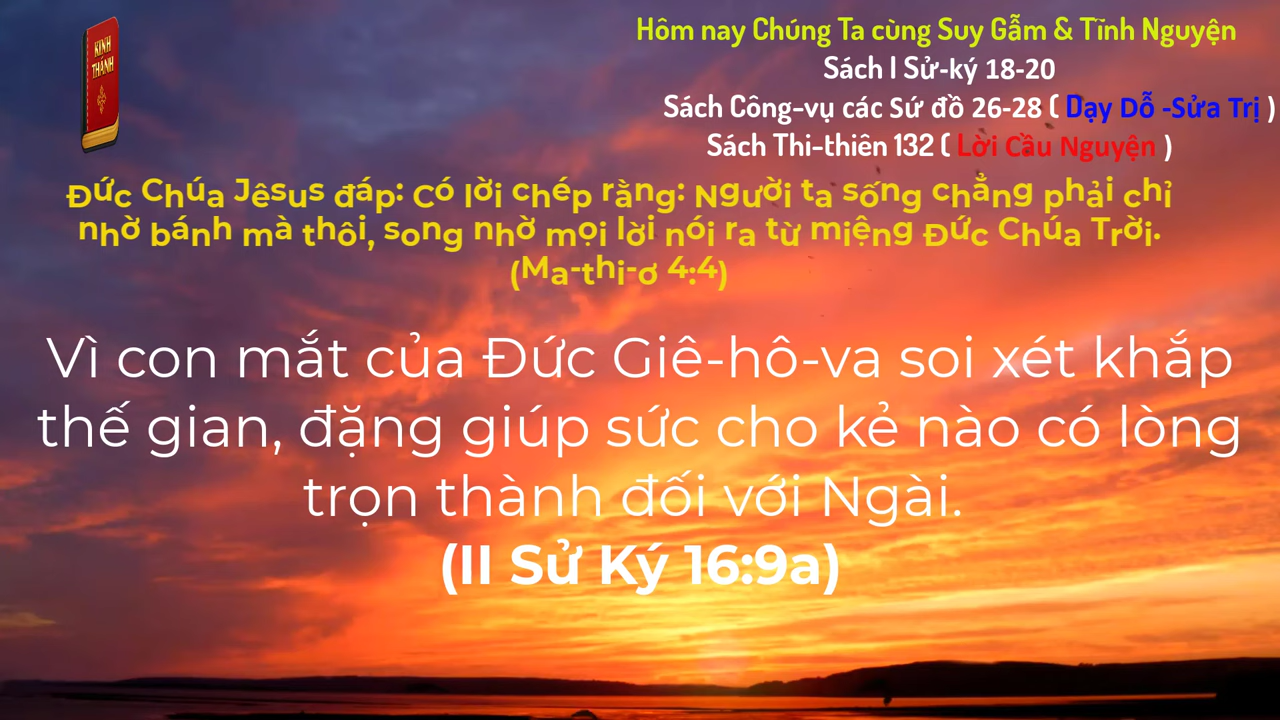 KINH
THÁNH
Hôm nay Chúng Ta cùng Suy Gẫm & Tĩnh Nguyện
Sách I Sử-ký 18-20
Sách Công-vụ các Sứ đồ 26-28 ( Dạy Dỗ -Sửa Trị )
Sách Thi-thiên 132 ( Lời Cầu Nguyện )
Đức Chúa Jêsus đáp: Có lời chép rằng: Người ta sống chẳng phải chỉ
nhờ bánh mà thôi, song nhờ mọi lời nói ra từ miệng Đức Chúa Trời.
(Ma-thi-ơ 4:4)
Vì con mắt của Đức Giê-hô-va soi xét khắp
thế gian, đặng giúp sức cho kẻ nào có lòng
trọn thành đối với Ngài.
(II Sử Ký 16:9a)